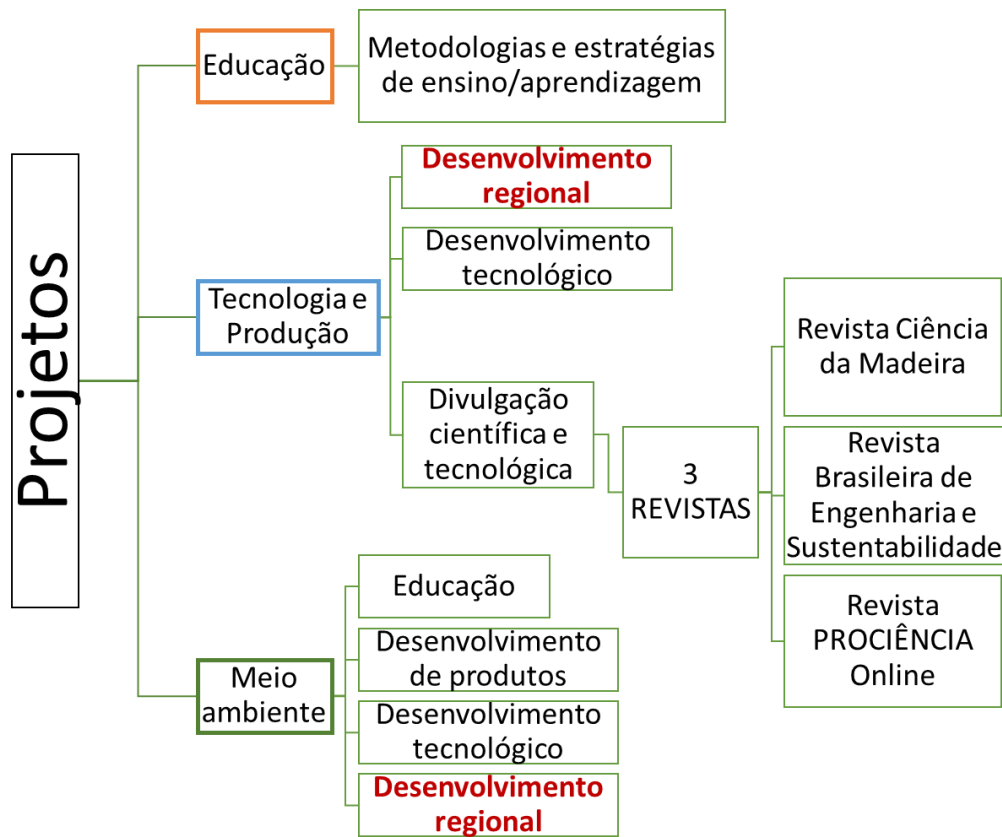 Projetos
Educação
Metodologias e estratégias
de ensino/aprendizagem
Tecnologia e
Produção
Desenvolvimento
regional
Desenvolvimento
tecnológico
Divulgação
científica e
tecnológica
3
REVISTAS
Revista Ciência
da Madeira
Revista
Brasileira de
Engenharia e
Sustentabilidade
Revista
PROCIÊNCIA
Online
Meio
ambiente
Educação
Desenvolvimento
de produtos
Desenvolvimento
tecnológico
Desenvolvimento
regional